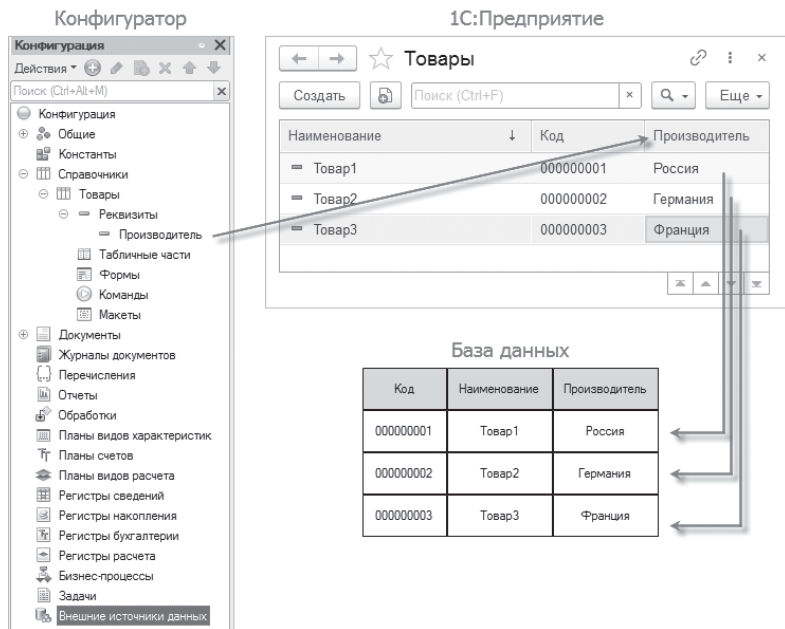 Конфигуратор
Конфигурация
Действия
Поиск (Ctrl+Alt+M)
Конфигурация
Общие
Константы
Справочники
Товары
Реквизиты
Производитель
Табличные части
Формы
Команды
Макеты
Документы
Журналы документов
Перечисления
Отчеты
Обработки
Планы видов характеристик
Планы счетов
Планы видов расчета
Регистры сведений
Регистры накопления
Регистры бухгалтерии
Регистры расчета
Бизнес-процессы
Задачи
Внешние источники данных
1С:Предприятие
Товары
Создать Поиск (Ctrl+F) Еще
Наименование Код Производитель
Товар1 000000001 Россия
Товар2 000000002 Германия
Товар3 000000003 Франция
База данных
Код Наименование Производитель
000000001 Товар1 Россия
000000002 Товар2 Германия
000000003 Товар3 Франция